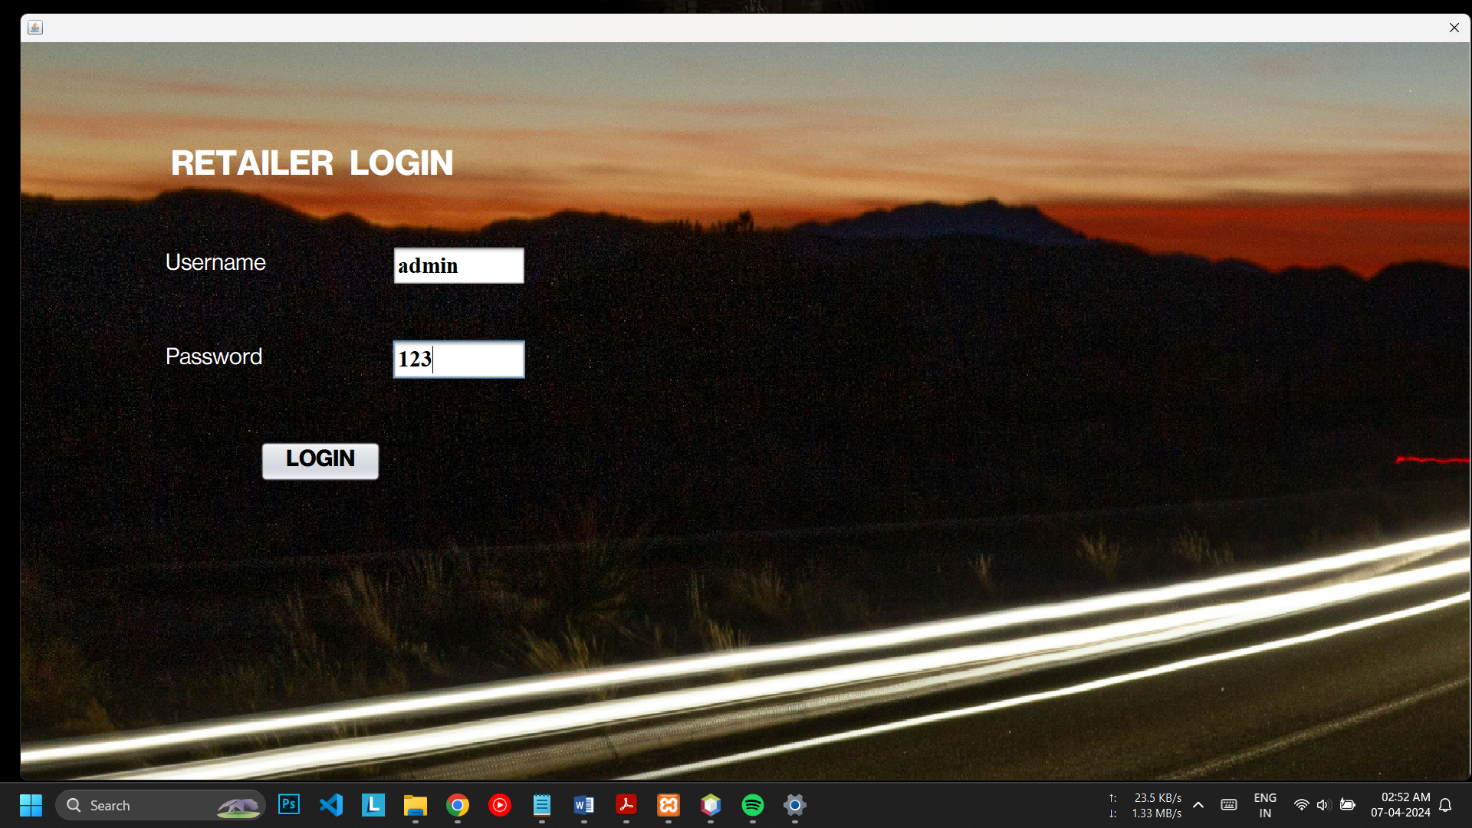 RETAILER LOGIN
Username
admin
Password
123
LOGIN
Search
Ps
L
W
↑: 23.5 KB/s
↓: 1.33 MB/s
ENG
IN
02:52 AM
07-04-2024